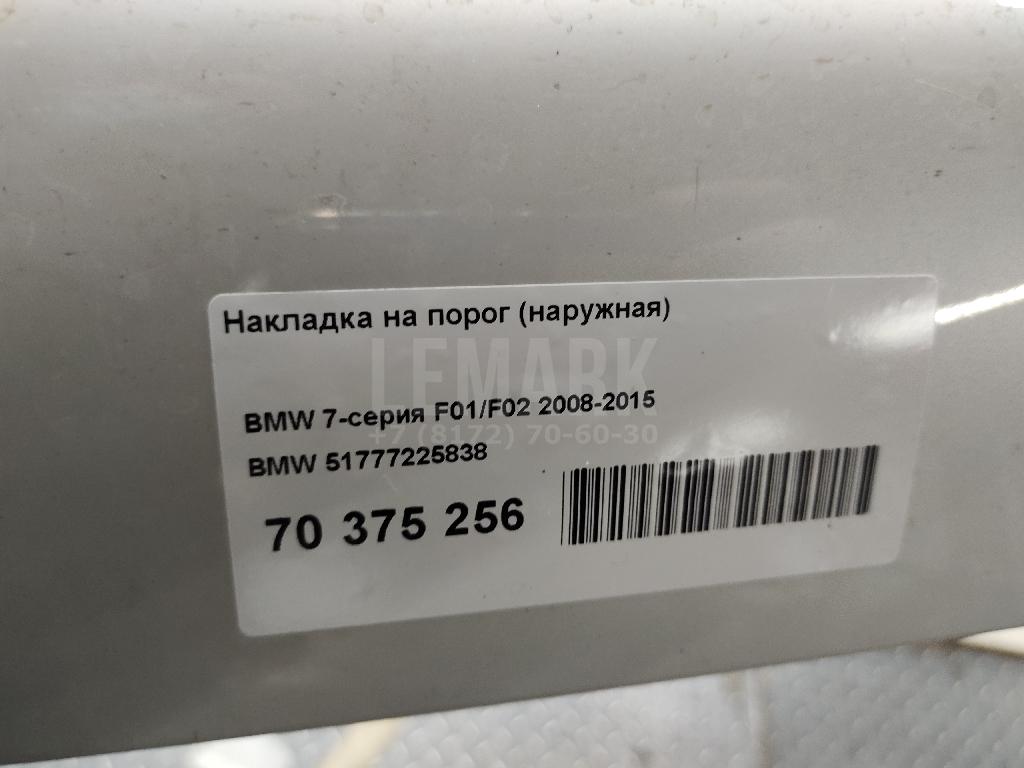 Накладка на порог (наружная)
LEMARK
BMW 7-серия F01/F02 2008-2015
+7 (8172) 70-60-30
BMW 51777225838
70 375 256